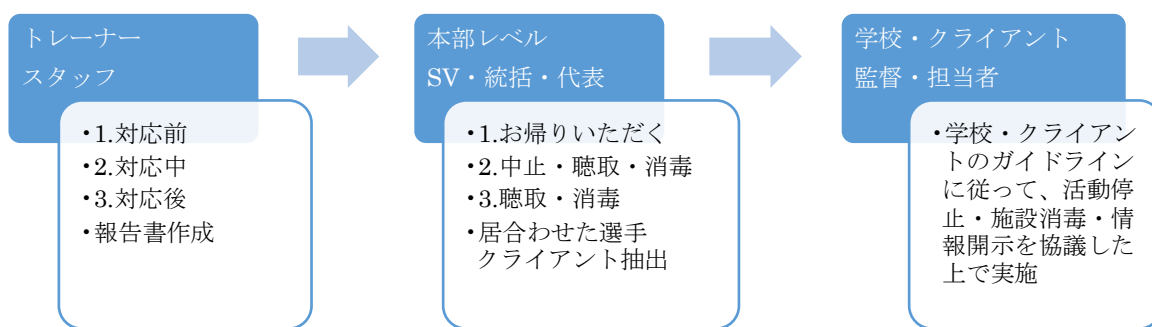 トレーナー
スタッフ
・1.対応前
・2.対応中
・3.対応後
・報告書作成
本部レベル
SV・統括・代表
・1.お帰りいただく
・2.中止・聴取・消毒
・3.聴取・消毒
・居合わせた選手
クライアント抽出
学校・クライアント
監督・担当者
・学校・クライアン
トのガイドライン
に従って、活動停
止・施設消毒・情
報開示を協議した
上で実施